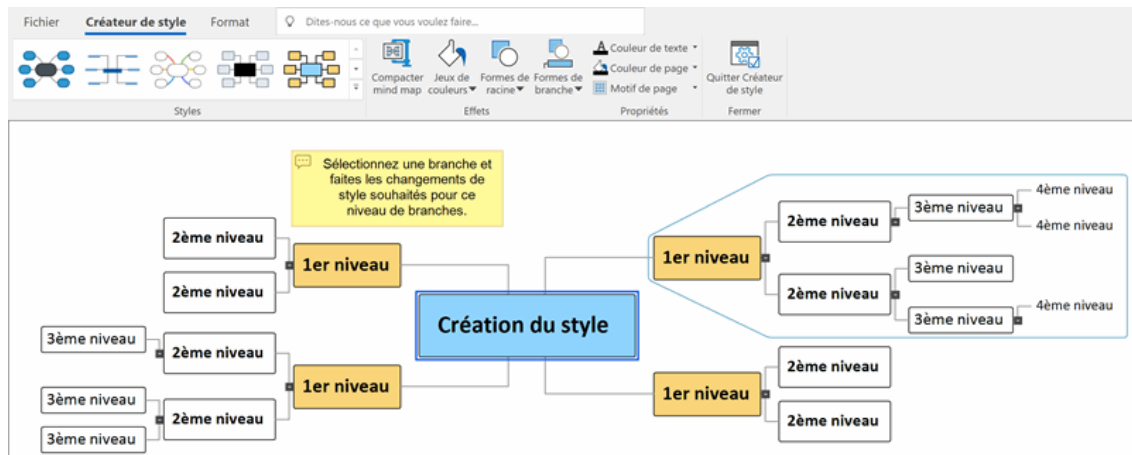 Fichier Créateur de style Format Dites-nous ce que vous voulez faire...
Compacter mind map
Jeux de couleurs
Formes de racine
Formes de branche
Couleur de texte
Couleur de page
Motif de page
Quitter Créateur de style
Styles Effets Propriétés Fermer
Sélectionnez une branche et
faites les changements de
style souhaités pour ce
niveau de branches.
2ème niveau
2ème niveau
1er niveau
3ème niveau
2ème niveau
3ème niveau
3ème niveau
2ème niveau
1er niveau
Création du style
1er niveau
2ème niveau
3ème niveau
4ème niveau
4ème niveau
2ème niveau
3ème niveau
3ème niveau
4ème niveau
1er niveau
2ème niveau
2ème niveau